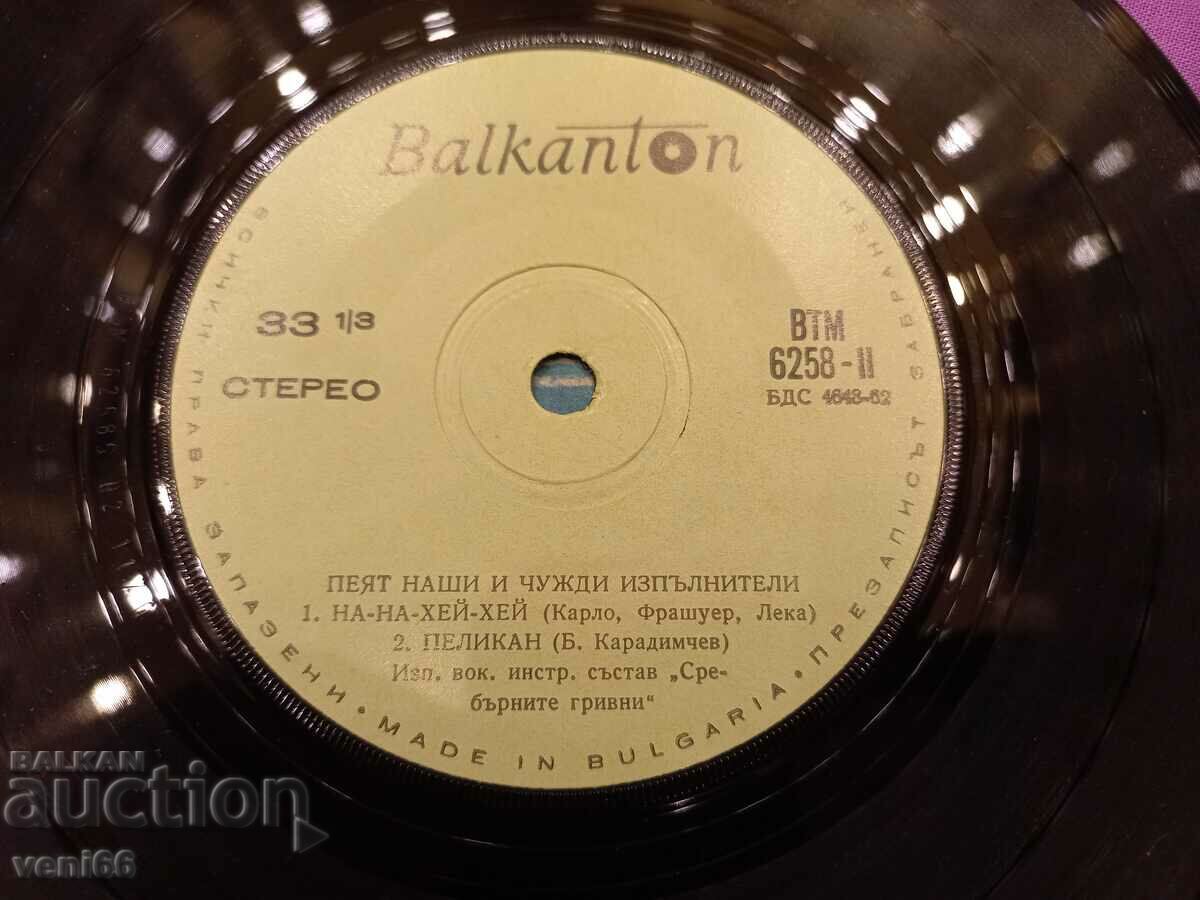 Balkanton
33 1/3
СТЕРЕО
ВТМ
6258-II
БДС 4643-62
ПЕЯТ НАШИ И ЧУЖДИ ИЗПЪЛНИТЕЛИ
1. НА-НА-ХЕЙ-ХЕЙ (Карло, Фрашуер, Лека)
2. ПЕЛИКАН (Б. Карадимчев)
Изп. вок. инстр. състав „Сре-
бърните гривни“
ВСИЧКИ ПРАВА ЗАПАЗЕНИ • MADE IN BULGARIA • ПРЕЗАПИСЪТ ЗАБРАНЕН
BALKAN
auction
veni66